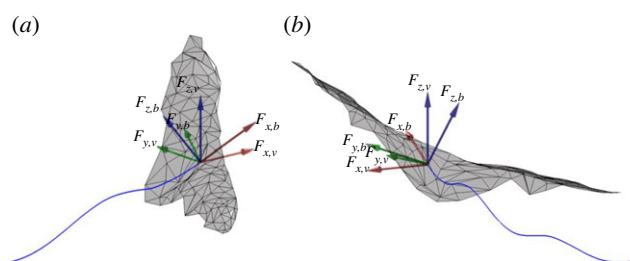 (a)
F_{z,v}
F_{z,b}
F_{y,b}
F_{x,b}
F_{y,v}
F_{x,v}
(b)
F_{z,v}
F_{z,b}
F_{x,b}
F_{y,b}
F_{y,v}
F_{x,v}